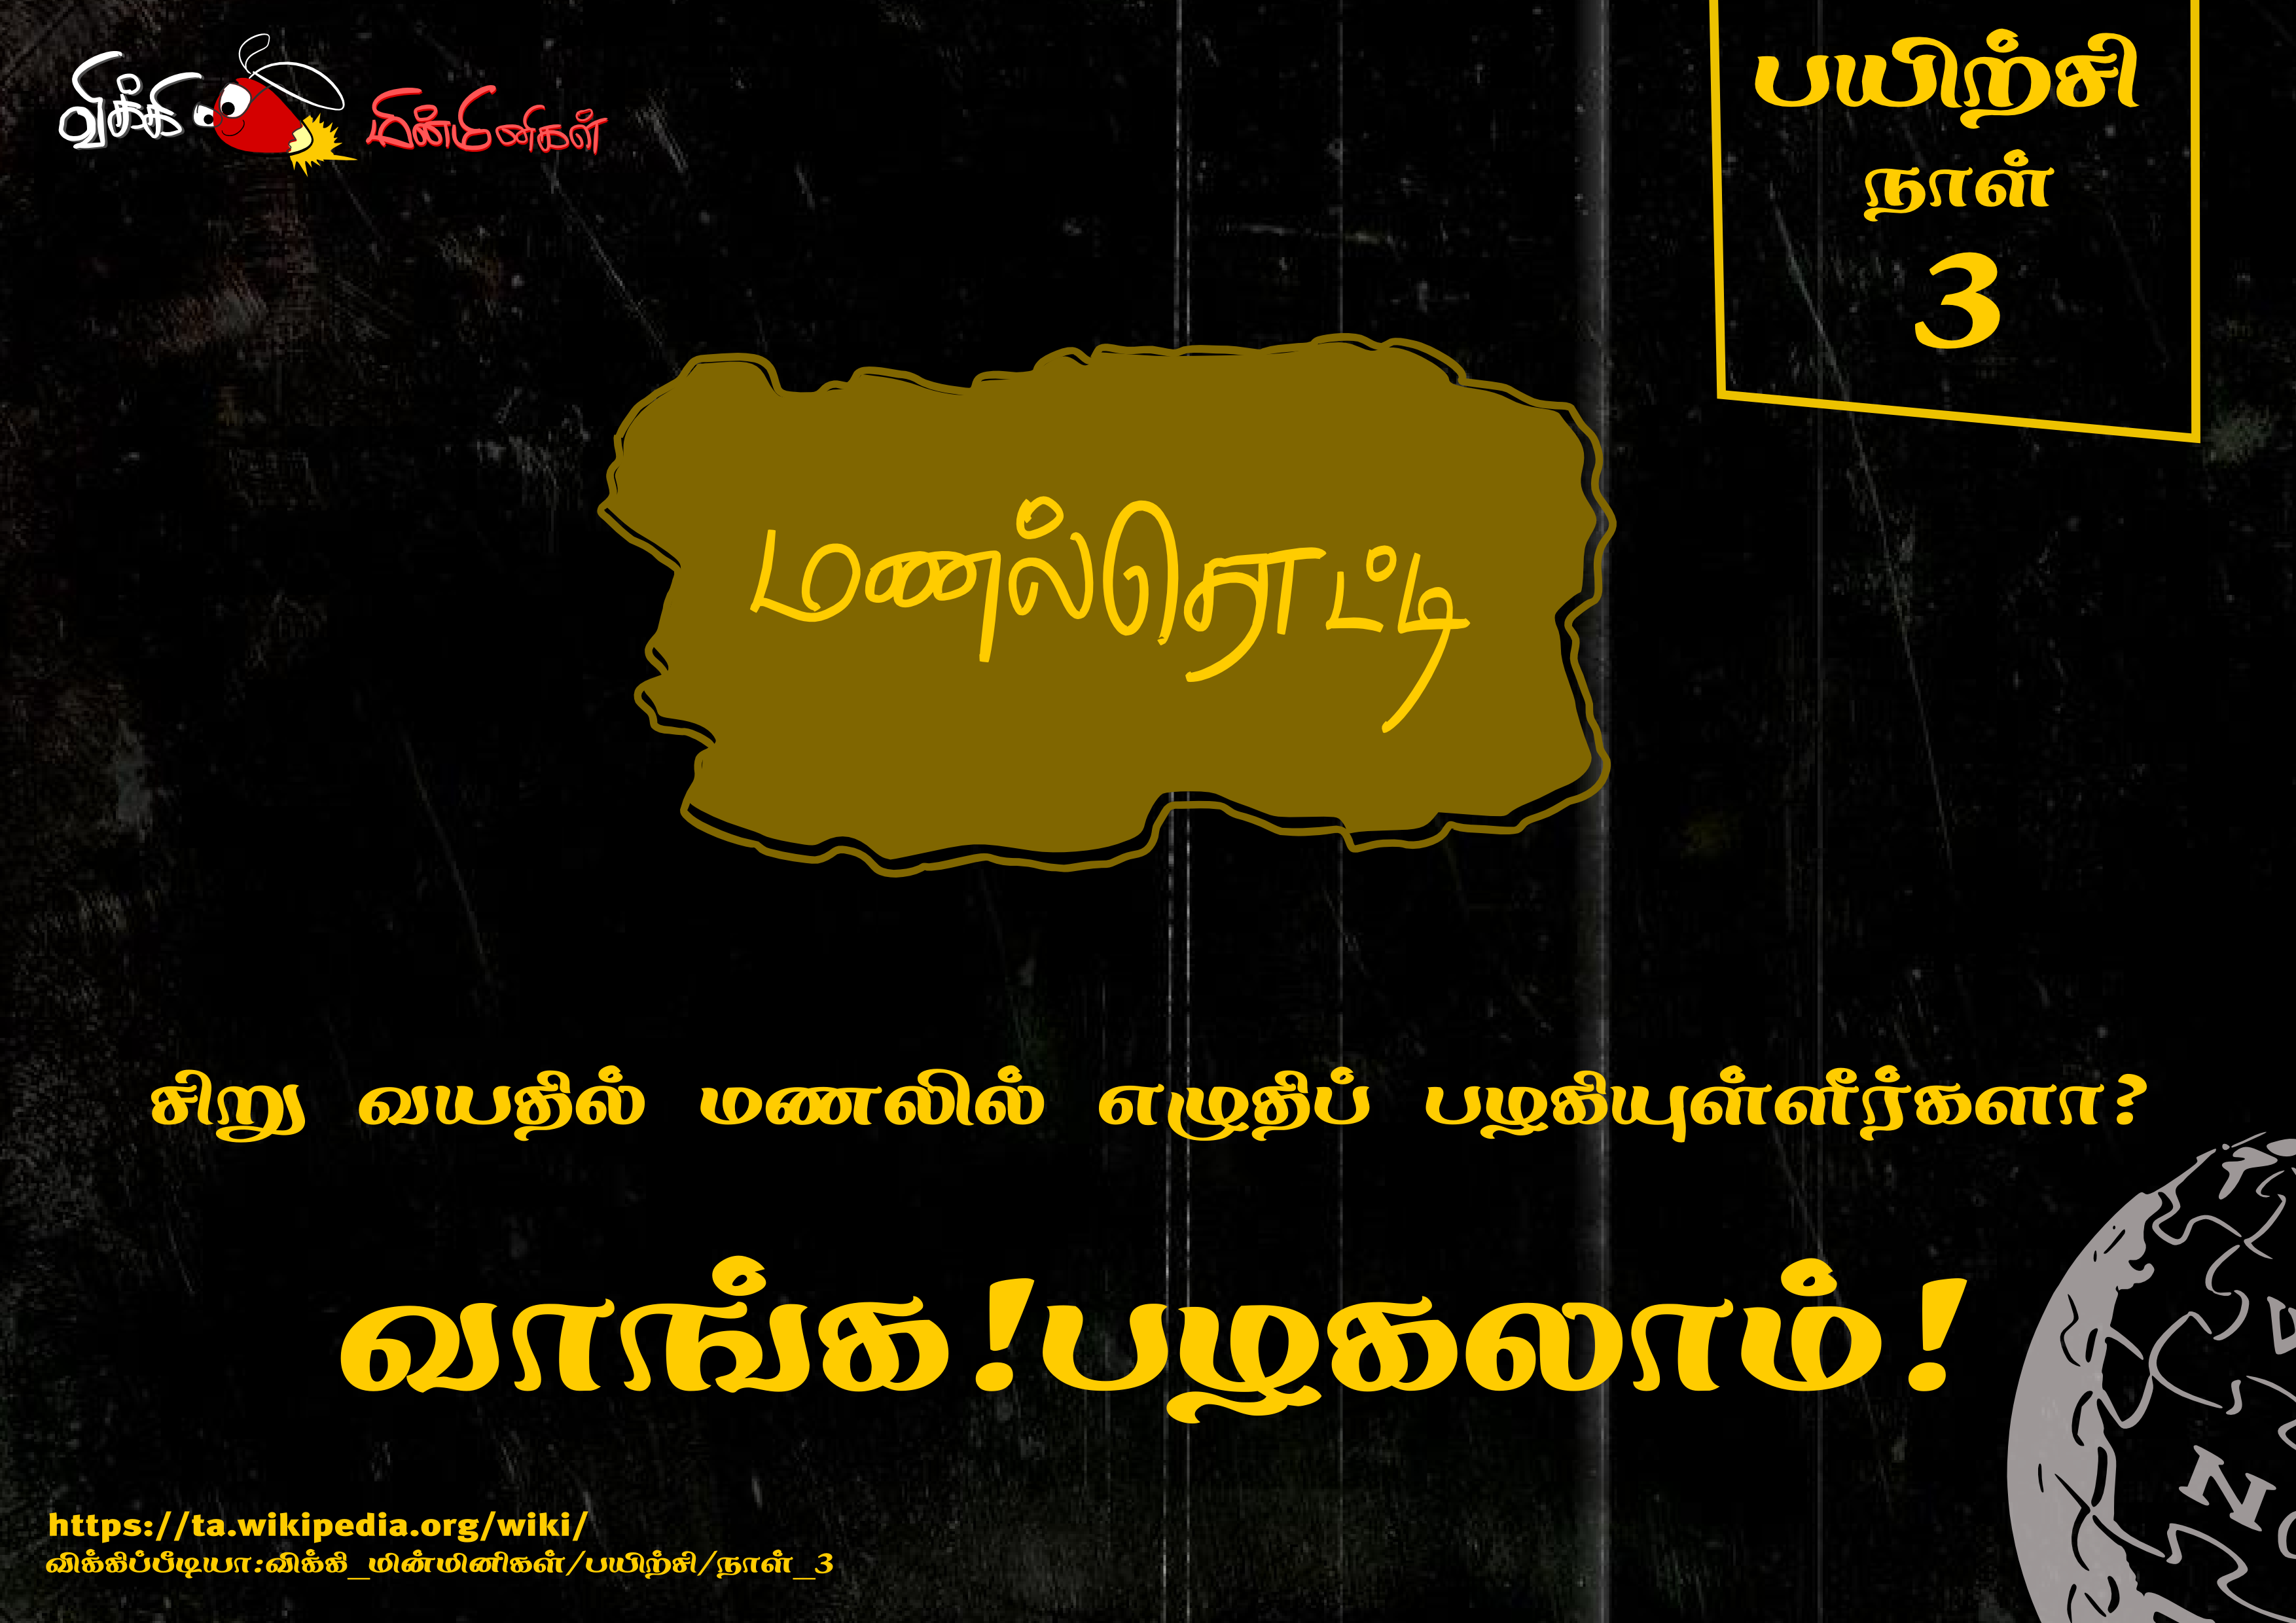 விக்கி மின்மினிகள்
பயிற்சி
நாள்
3
மணல்தொட்டி
சிறு வயதில் மணலில் எழுதிப் பழகியுள்ளீர்களா?
வாங்க!பழகலாம்!
https://ta.wikipedia.org/wiki/
விக்கிப்பீடியா:விக்கி_மின்மினிகள்/பயிற்சி/நாள்_3